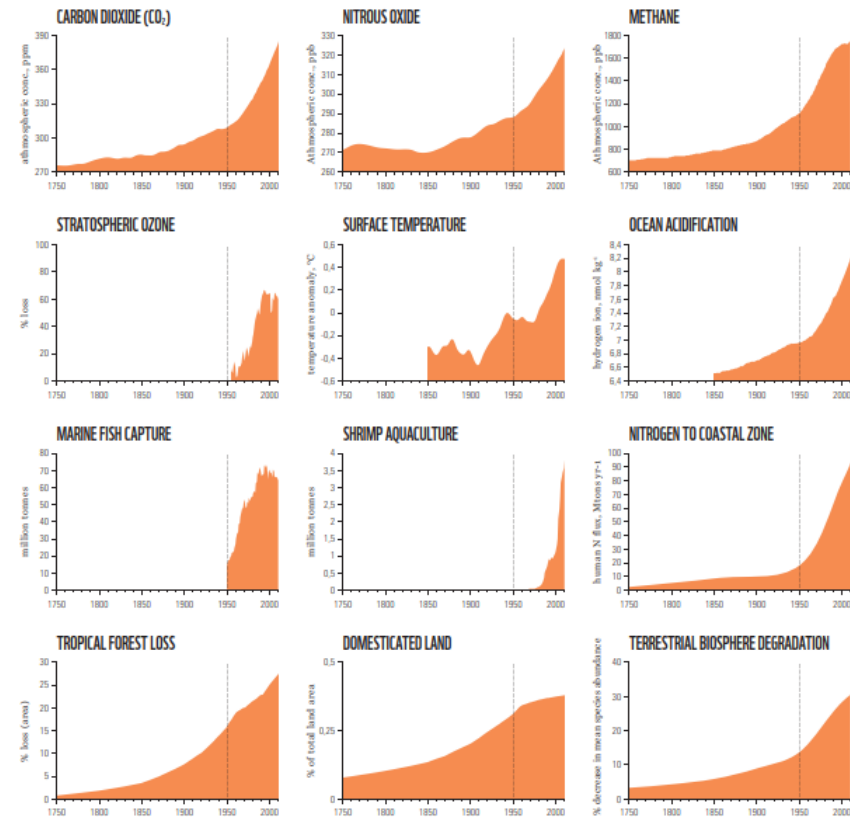 CARBON DIOXIDE (CO₂)
athmospheric conc., ppm
390
360
330
300
270
1750 1800 1850 1900 1950 2000
NITROUS OXIDE
Athmospheric conc., ppb
330
320
310
300
290
280
270
260
1750 1800 1850 1900 1950 2000
METHANE
Athmospheric conc., ppb
1800
1600
1400
1200
1000
800
600
1750 1800 1850 1900 1950 2000
STRATOSPHERIC OZONE
% loss
100
80
60
40
20
0
1750 1800 1850 1900 1950 2000
SURFACE TEMPERATURE
temperature anomaly, °C
0,6
0,4
0,2
0
-0,2
-0,4
-0,6
1750 1800 1850 1900 1950 2000
OCEAN ACIDIFICATION
hydrogen ion, nmol kg⁻
8,4
8,2
8
7,8
7,6
7,4
7,2
7
6,8
6,6
6,4
1750 1800 1850 1900 1950 2000
MARINE FISH CAPTURE
million tonnes
80
70
60
50
40
30
20
10
0
1750 1800 1850 1900 1950 2000
SHRIMP AQUACULTURE
million tonnes
4
3,5
3
2,5
2
1,5
1
0,5
0
1750 1800 1850 1900 1950 2000
NITROGEN TO COASTAL ZONE
human N flux, Mtons yr-1
100
90
80
70
60
50
40
30
20
10
0
1750 1800 1850 1900 1950 2000
TROPICAL FOREST LOSS
% loss (area)
30
25
20
15
10
5
0
1750 1800 1850 1900 1950 2000
DOMESTICATED LAND
% of total land area
0,5
0,25
0
1750 1800 1850 1900 1950 2000
TERRESTRIAL BIOSPHERE DEGRADATION
% decrease in mean species abundance
40
30
20
10
0
1750 1800 1850 1900 1950 2000